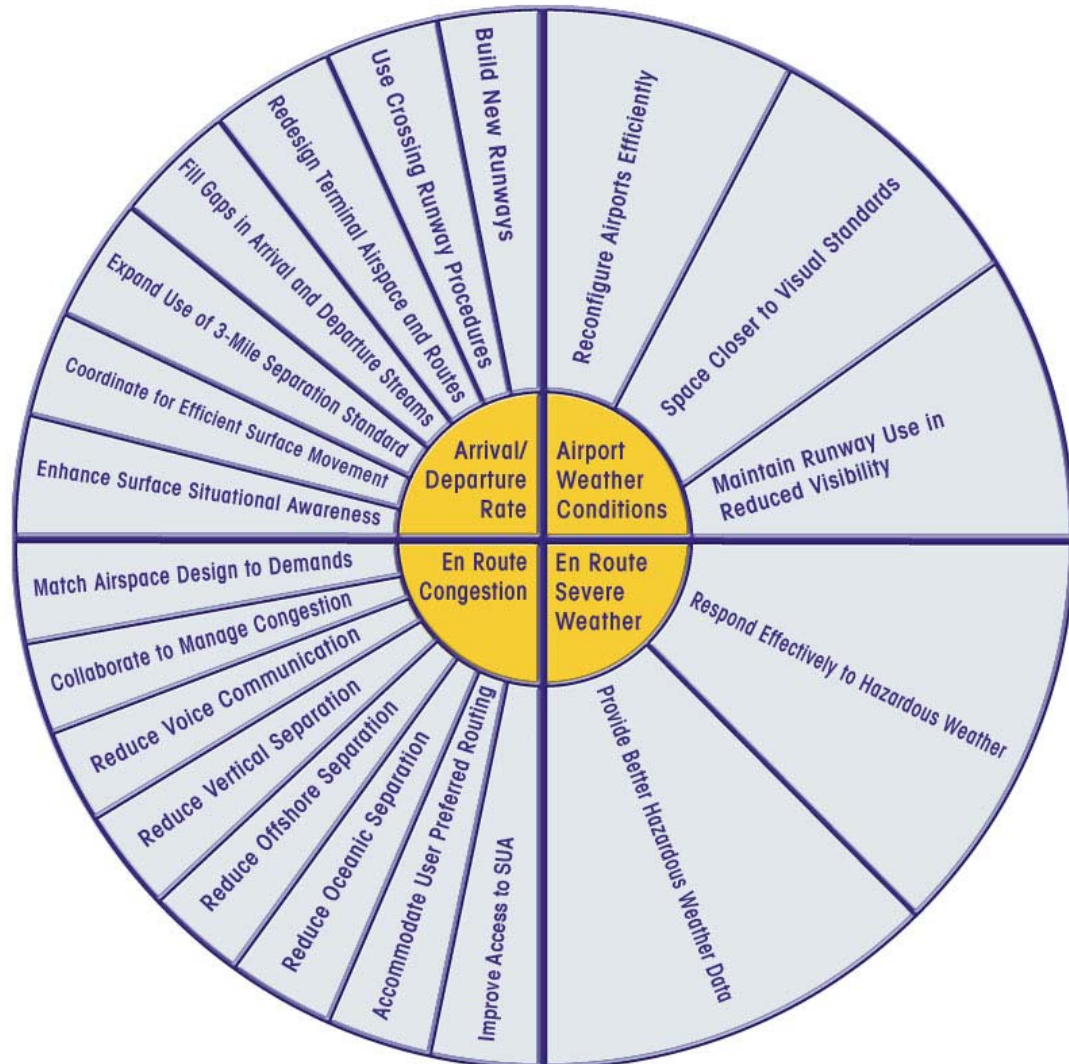 Build New Runways
Use Crossing Runway Procedures
Redesign Terminal Airspace and Routes
Fill Gaps in Arrival and Departure Streams
Expand Use of 3-Mile Separation Standard
Coordinate for Efficient Surface Movement
Enhance Surface Situational Awareness
Arrival/
Departure
Rate
Reconfigure Airports Efficiently
Space Closer to Visual Standards
Maintain Runway Use in
Reduced Visibility
Airport
Weather
Conditions
En Route
Congestion
Match Airspace Design to Demands
Collaborate to Manage Congestion
Reduce Voice Communication
Reduce Vertical Separation
Reduce Offshore Separation
Reduce Oceanic Separation
Accommodate User Preferred Routing
Improve Access to SUA
En Route
Severe
Weather
Respond Effectively to Hazardous Weather
Provide Better Hazardous Weather Data